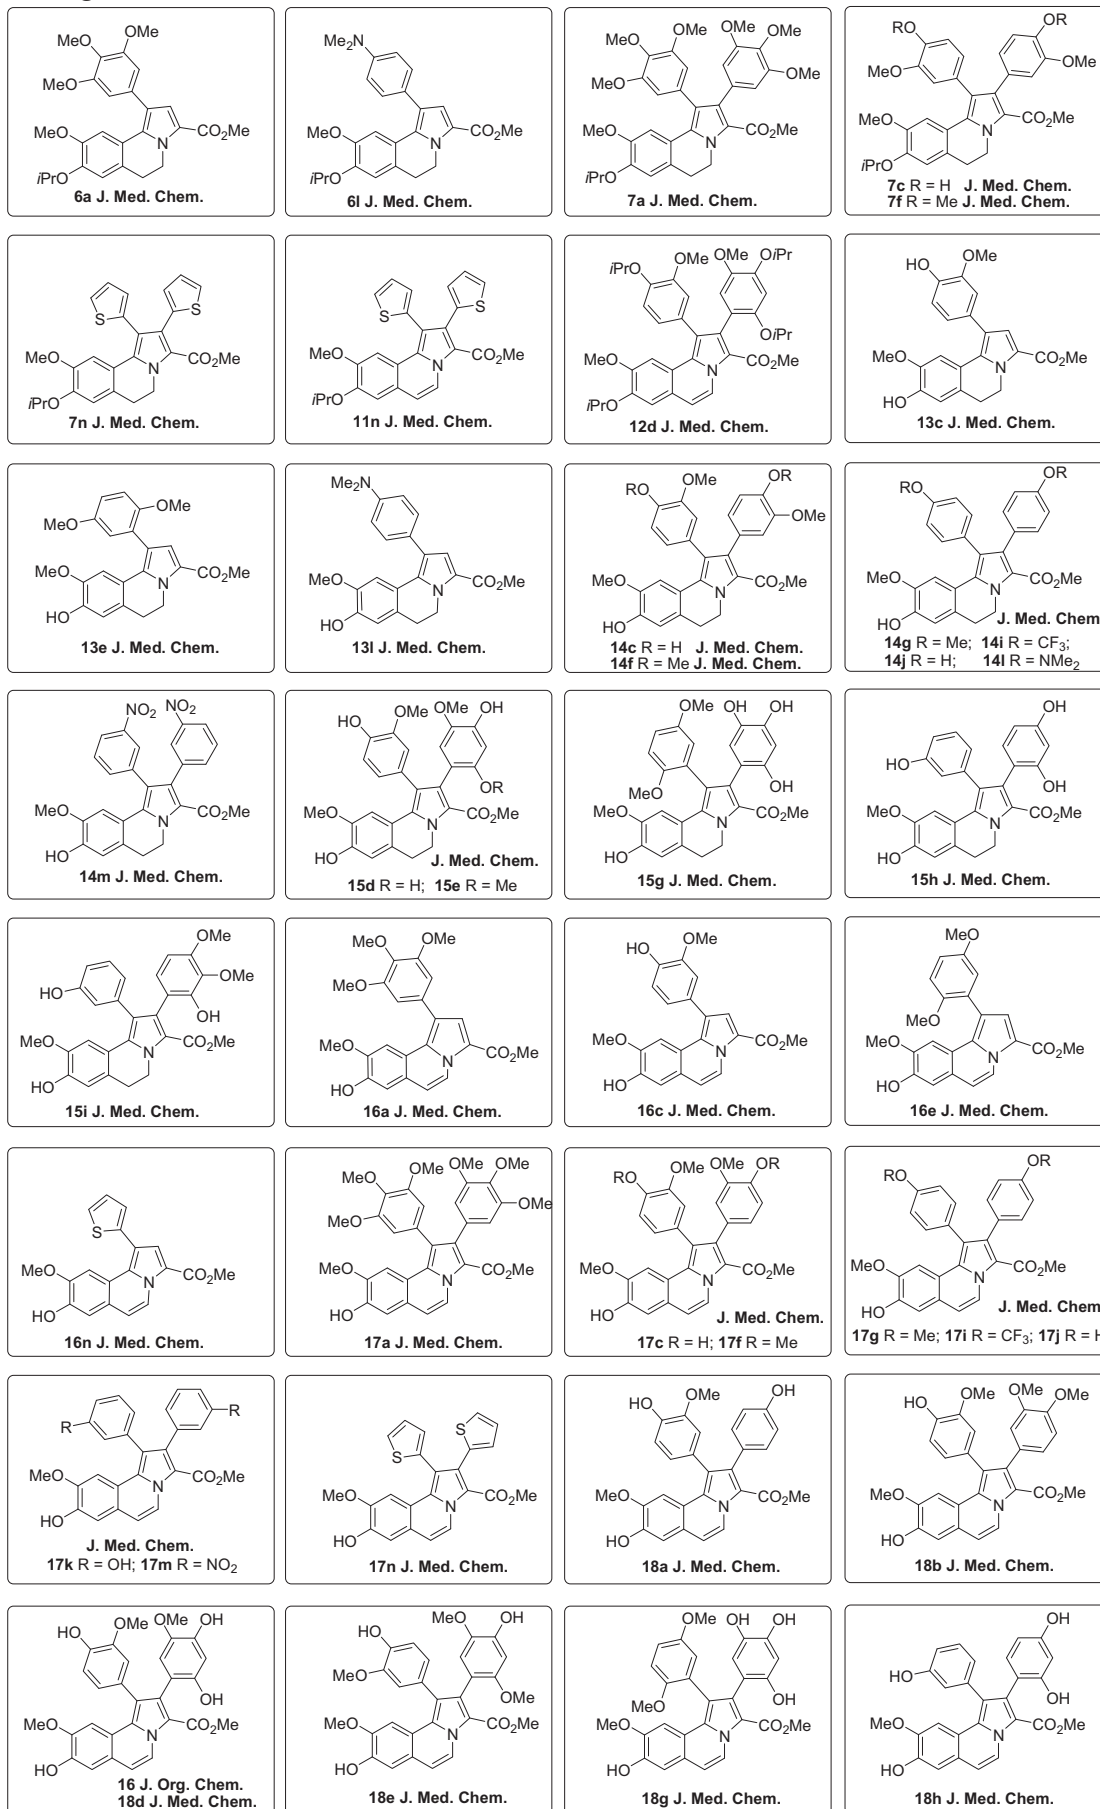 MeO OMe
MeO
MeO N CO2Me
iPrO
6a J. Med. Chem.
Me2N
MeO N CO2Me
iPrO
6l J. Med. Chem.
MeO OMe MeO OMe
MeO OMe
MeO N CO2Me
iPrO
7a J. Med. Chem.
RO OR
MeO OMe
MeO N CO2Me
iPrO
7c R = H J. Med. Chem.
7f R = Me J. Med. Chem.
S S
MeO N CO2Me
iPrO
7n J. Med. Chem.
S S
MeO N CO2Me
iPrO
11n J. Med. Chem.
iPrO OMe OMe OiPr
OiPr
MeO N CO2Me
iPrO
12d J. Med. Chem.
HO OMe
MeO N CO2Me
HO
13c J. Med. Chem.
MeO OMe
MeO N CO2Me
HO
13e J. Med. Chem.
Me2N
MeO N CO2Me
HO
13l J. Med. Chem.
RO OMe OR
OMe
MeO N CO2Me
HO
14c R = H J. Med. Chem.
14f R = Me J. Med. Chem.
RO OR
MeO N CO2Me
HO J. Med. Chem
14g R = Me; 14i R = CF3;
14j R = H; 14l R = NMe2
NO2 NO2
MeO N CO2Me
HO
14m J. Med. Chem.
HO OMe OMe OH
OR
MeO N CO2Me
HO J. Med. Chem.
15d R = H; 15e R = Me
OMe OH OH
MeO OH
MeO N CO2Me
HO
15g J. Med. Chem.
OH
HO OH
MeO N CO2Me
HO
15h J. Med. Chem.
OMe
HO OMe
OH
MeO N CO2Me
HO
15i J. Med. Chem.
MeO OMe
MeO
MeO N CO2Me
HO
16a J. Med. Chem.
HO OMe
MeO N CO2Me
HO
16c J. Med. Chem.
MeO
MeO
MeO N CO2Me
HO
16e J. Med. Chem.
S
MeO N CO2Me
HO
16n J. Med. Chem.
MeO OMe OMe OMe
MeO OMe
MeO N CO2Me
HO
17a J. Med. Chem.
RO OMe OMe OR
MeO N CO2Me
HO J. Med. Chem.
17c R = H; 17f R = Me
RO OR
MeO N CO2Me
HO J. Med. Chem
17g R = Me; 17i R = CF3; 17j R = H
R R
MeO N CO2Me
HO
J. Med. Chem.
17k R = OH; 17m R = NO2
S S
MeO N CO2Me
HO
17n J. Med. Chem.
HO OMe OH
MeO N CO2Me
HO
18a J. Med. Chem.
HO OMe OMe OMe
MeO N CO2Me
HO
18b J. Med. Chem.
HO OMe OMe OH
OH
MeO N CO2Me
HO
16 J. Org. Chem.
18d J. Med. Chem.
HO MeO OH
MeO OMe
MeO N CO2Me
HO
18e J. Med. Chem.
OMe OH OH
MeO OH
MeO N CO2Me
HO
18g J. Med. Chem.
OH
HO OH
MeO N CO2Me
HO
18h J. Med. Chem.